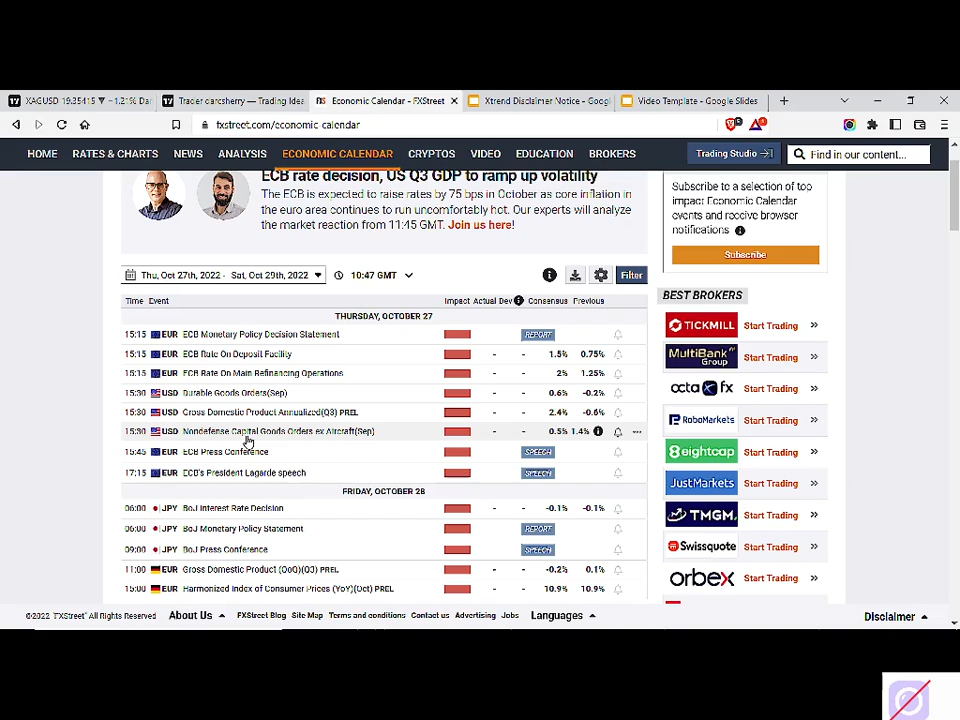 XAGUSD 19.35415 ▼ −1.21% Da
Trader darcsherry — Trading Idea
Economic Calendar - FXStreet
Xtrend Disclaimer Notice - Googl
Video Template - Google Slides
fxstreet.com/economic-calendar
HOME RATES & CHARTS NEWS ANALYSIS ECONOMIC CALENDAR CRYPTOS VIDEO EDUCATION BROKERS
Trading Studio
Find in our content...
ECB rate decision, US Q3 GDP to ramp up volatility
The ECB is expected to raise rates by 75 bps in October as core inflation in
the euro area continues to run uncomfortably hot. Our experts will analyze
the market reaction from 11:45 GMT. Join us here!
Subscribe to a selection of top
impact Economic Calendar
events and receive browser
notifications
Subscribe
Thu, Oct 27th, 2022 - Sat, Oct 29th, 2022
10:47 GMT
Filter
Time Event Impact Actual Dev Consensus Previous
THURSDAY, OCTOBER 27
15:15 EUR ECB Monetary Policy Decision Statement REPORT
15:15 EUR ECB Rate On Deposit Facility - - 1.5% 0.75%
15:15 EUR ECB Rate On Main Refinancing Operations - - 2% 1.25%
15:30 USD Durable Goods Orders(Sep) - - 0.6% -0.2%
15:30 USD Gross Domestic Product Annualized(Q3) PREL - - 2.4% -0.6%
15:30 USD Nondefense Capital Goods Orders ex Aircraft(Sep) - - 0.5% 1.4%
15:45 EUR ECB Press Conference SPEECH
17:15 EUR ECB's President Lagarde speech SPEECH
FRIDAY, OCTOBER 28
06:00 JPY BoJ Interest Rate Decision - - -0.1% -0.1%
06:00 JPY BoJ Monetary Policy Statement REPORT
09:00 JPY BoJ Press Conference SPEECH
11:00 EUR Gross Domestic Product (QoQ)(Q3) PREL - - -0.2% 0.1%
15:00 EUR Harmonized Index of Consumer Prices (YoY)(Oct) PREL - - 10.9% 10.9%
BEST BROKERS
TICKMILL Start Trading
MultiBank Group Start Trading
octa fx Start Trading
RoboMarkets Start Trading
8eightcap Start Trading
JustMarkets Start Trading
TMGM Start Trading
Swissquote Start Trading
orbex Start Trading
©2022 "FXStreet" All Rights Reserved About Us FXStreet Blog Site Map Terms and conditions Contact us Advertising Jobs Languages Disclaimer